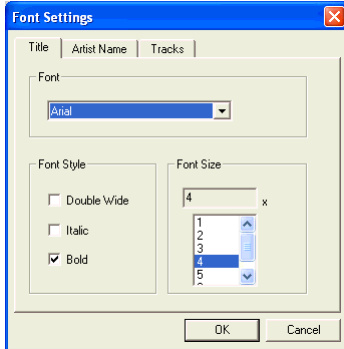 Font Settings
Title Artist Name Tracks
Font
Arial
Font Style
Double Wide
Italic
Bold
Font Size
4 x
1
2
3
4
5
OK Cancel